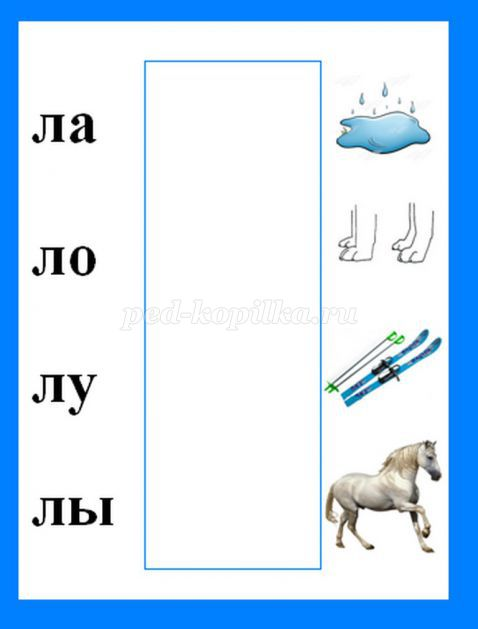 ла
ло
ped-kopilka.ru
лу
лы